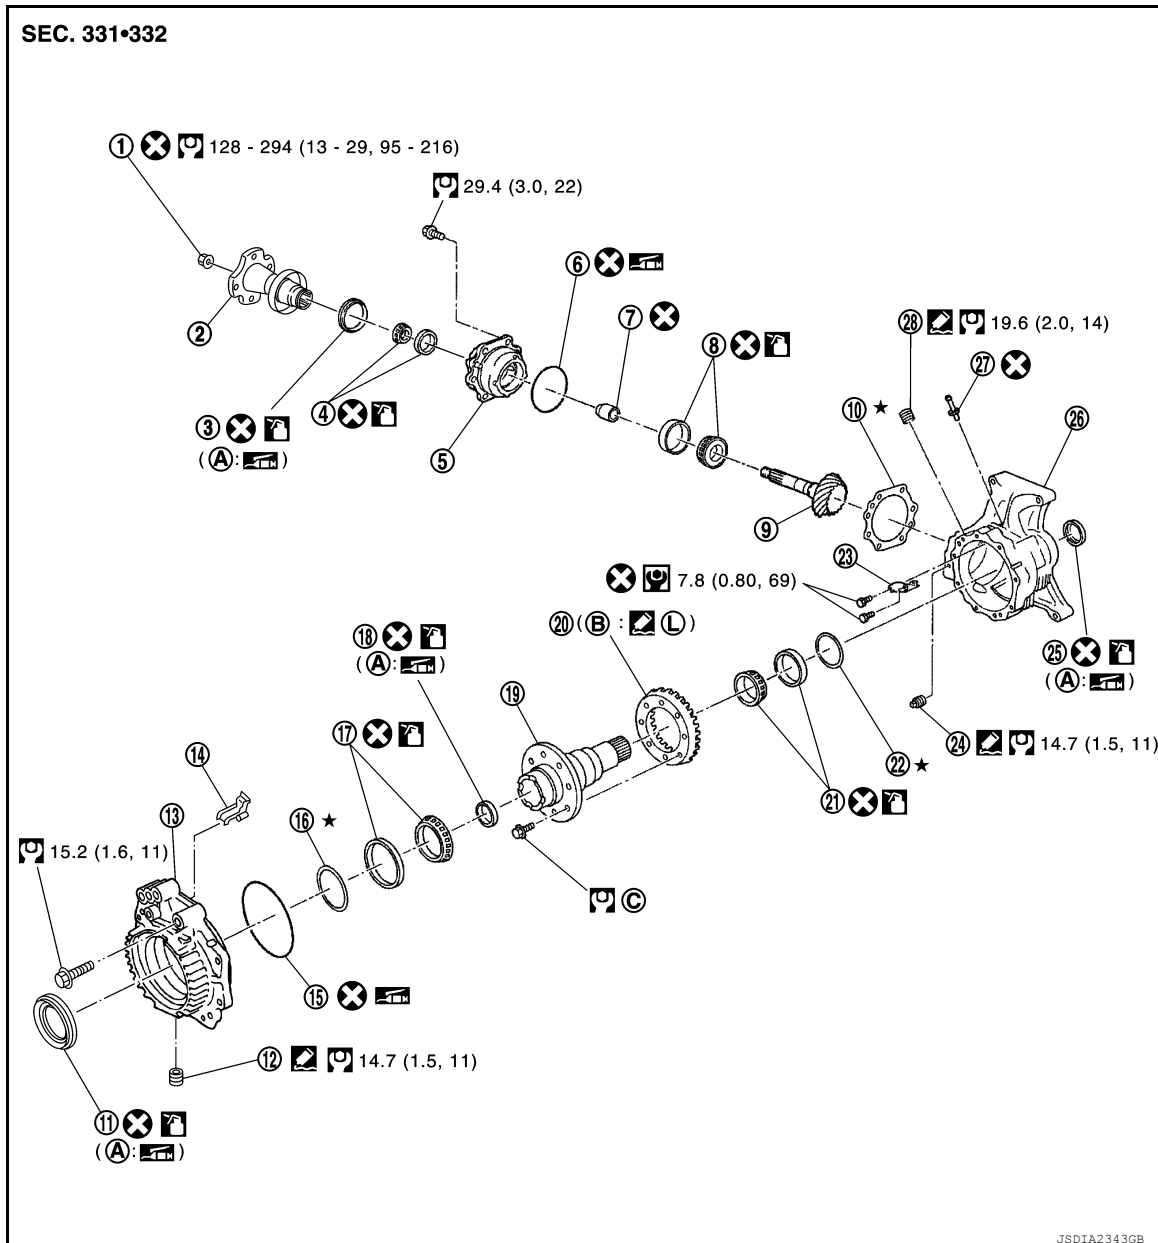 SEC. 331•332
1 128 - 294 (13 - 29, 95 - 216)
29.4 (3.0, 22)
2
3
(A: )
4
5
6
7
8
9
10 ★
28 19.6 (2.0, 14)
27
26
23
7.8 (0.80, 69)
25
(A: )
24 14.7 (1.5, 11)
22 ★
21
20 (B : L)
19
18
(A: )
17
16 ★
C
14
13
15.2 (1.6, 11)
15
12 14.7 (1.5, 11)
11
(A: )
JSDIA2343GB